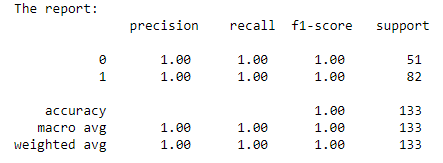 The report:
precision recall f1-score support
0 1.00 1.00 1.00 51
1 1.00 1.00 1.00 82
accuracy 1.00 133
macro avg 1.00 1.00 1.00 133
weighted avg 1.00 1.00 1.00 133